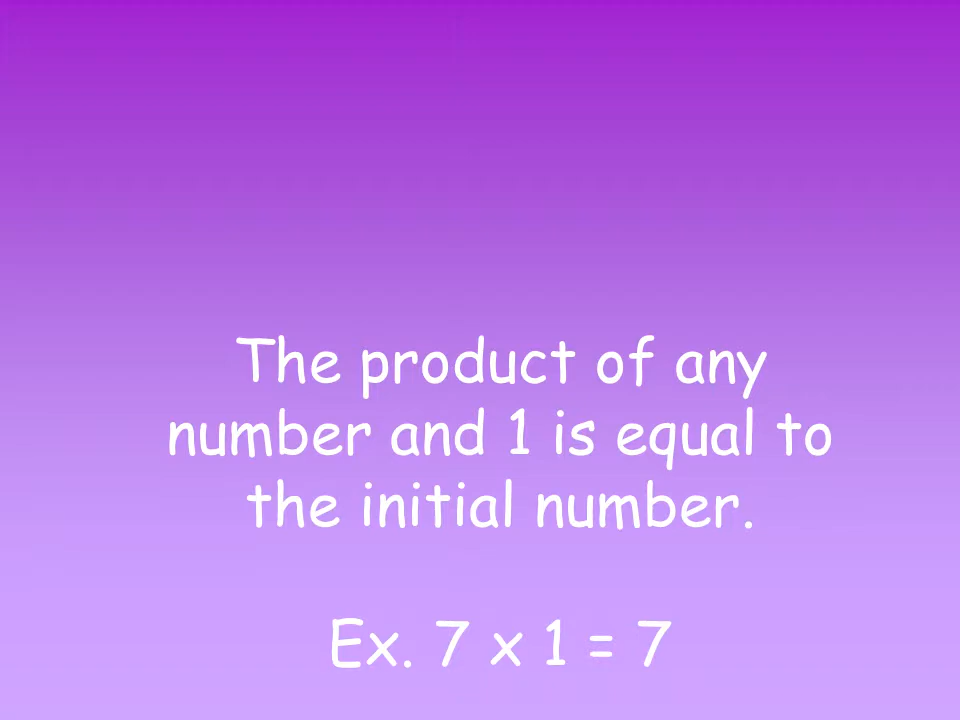 The product of any
number and 1 is equal to
the initial number.
Ex. 7 x 1 = 7